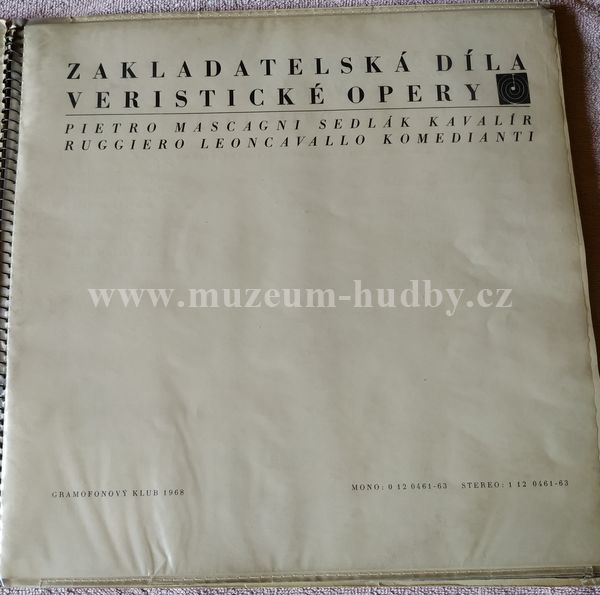 ZAKLADATELSKÁ DÍLA
VERISTICKÉ OPERY
PIETRO MASCAGNI SEDLÁK KAVALÍR
RUGGIERO LEONCAVALLO KOMEDIANTI
www.muzeum-hudby.cz
GRAMOFONOVÝ KLUB 1968 MONO: 0 12 0461-63 STEREO: 1 12 0461-63